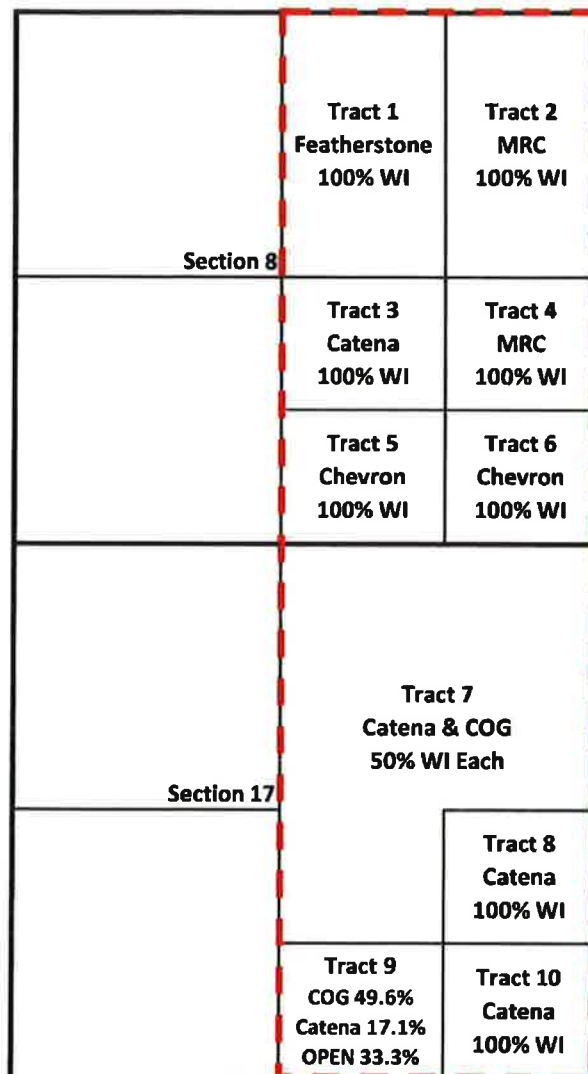 Tract 1
Featherstone
100% WI
Tract 2
MRC
100% WI
Section 8
Tract 3
Catena
100% WI
Tract 4
MRC
100% WI
Tract 5
Chevron
100% WI
Tract 6
Chevron
100% WI
Tract 7
Catena & COG
50% WI Each
Section 17
Tract 8
Catena
100% WI
Tract 9
COG 49.6%
Catena 17.1%
OPEN 33.3%
Tract 10
Catena
100% WI